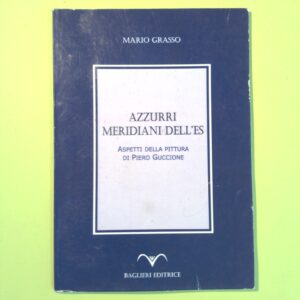 MARIO GRASSO
AZZURRI
MERIDIANI DELL'ES
ASPETTI DELLA PITTURA
DI PIERO GUCCIONE
BAGLIERI EDITRICE